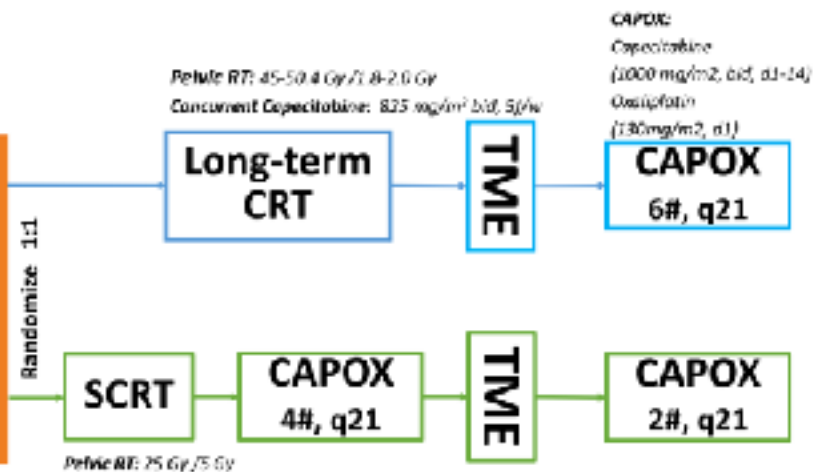 CAPOX:
Capecitabine
(1000 mg/m2, bid, d1-14)
Oxaliplatin
(130mg/m2, d1)
Pelvic RT: 45-50.4 Gy /1.8-2.0 Gy
Concurrent Capecitabine: 825 mg/m² bid, 5/w
Long-term
CRT
TME
CAPOX
6#, q21
Randomize 1:1
SCRT
CAPOX
4#, q21
TME
CAPOX
2#, q21
Pelvic RT: 25 Gy /5 Gy